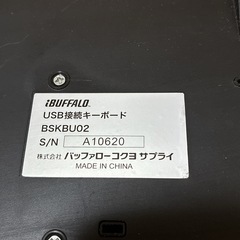 iBUFFALO
USB接続キーボード
BSKBU02
S/N A10620
株式会社 バッファローコクヨ サプライ
MADE IN CHINA